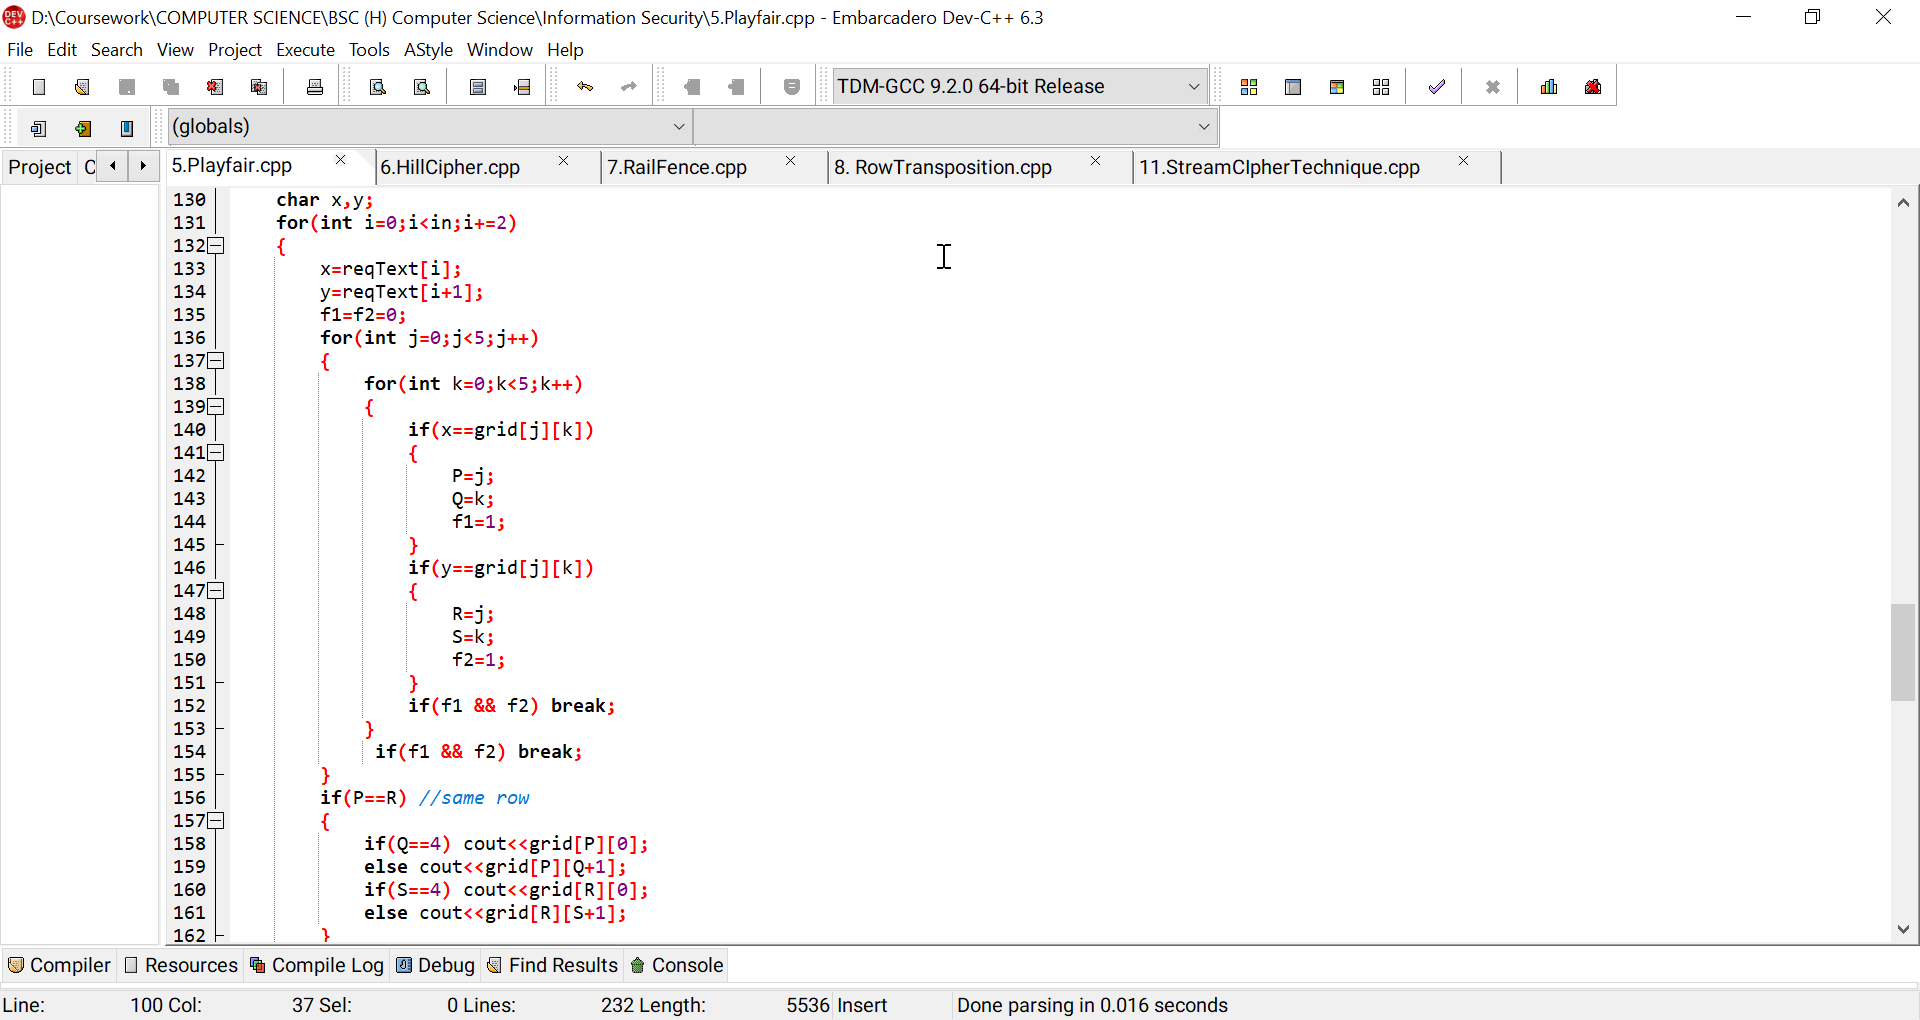 DEV C++ D:\Coursework\COMPUTER SCIENCE\BSC (H) Computer Science\Information Security\5.Playfair.cpp - Embarcadero Dev-C++ 6.3
File Edit Search View Project Execute Tools AStyle Window Help
TDM-GCC 9.2.0 64-bit Release
(globals)
Project C 5.Playfair.cpp 6.HillCipher.cpp 7.RailFence.cpp 8. RowTransposition.cpp 11.StreamCIpherTechnique.cpp
130 char x,y;
131 for(int i=0;i<in;i+=2)
132 {
133 x=reqText[i];
134 y=reqText[i+1];
135 f1=f2=0;
136 for(int j=0;j<5;j++)
137 {
138 for(int k=0;k<5;k++)
139 {
140 if(x==grid[j][k])
141 {
142 P=j;
143 Q=k;
144 f1=1;
145 }
146 if(y==grid[j][k])
147 {
148 R=j;
149 S=k;
150 f2=1;
151 }
152 if(f1 && f2) break;
153 }
154 if(f1 && f2) break;
155 }
156 if(P==R) //same row
157 {
158 if(Q==4) cout<<grid[P][0];
159 else cout<<grid[P][Q+1];
160 if(S==4) cout<<grid[R][0];
161 else cout<<grid[R][S+1];
162 }
Compiler Resources Compile Log Debug Find Results Console
Line: 100 Col: 37 Sel: 0 Lines: 232 Length: 5536 Insert Done parsing in 0.016 seconds